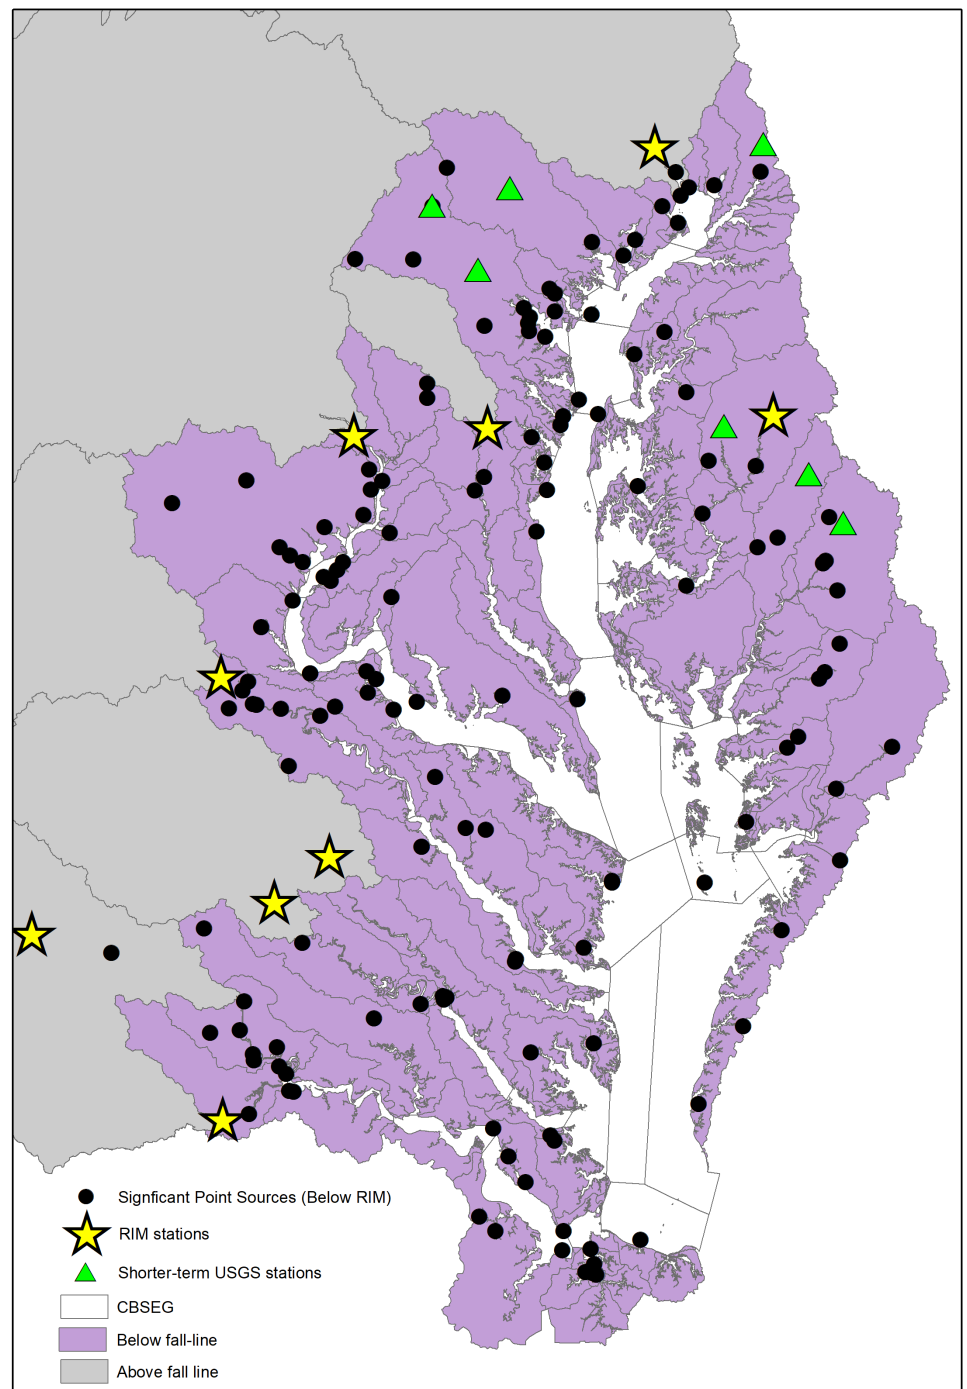 Signficant Point Sources (Below RIM)
RIM stations
Shorter-term USGS stations
CBSEG
Below fall-line
Above fall line